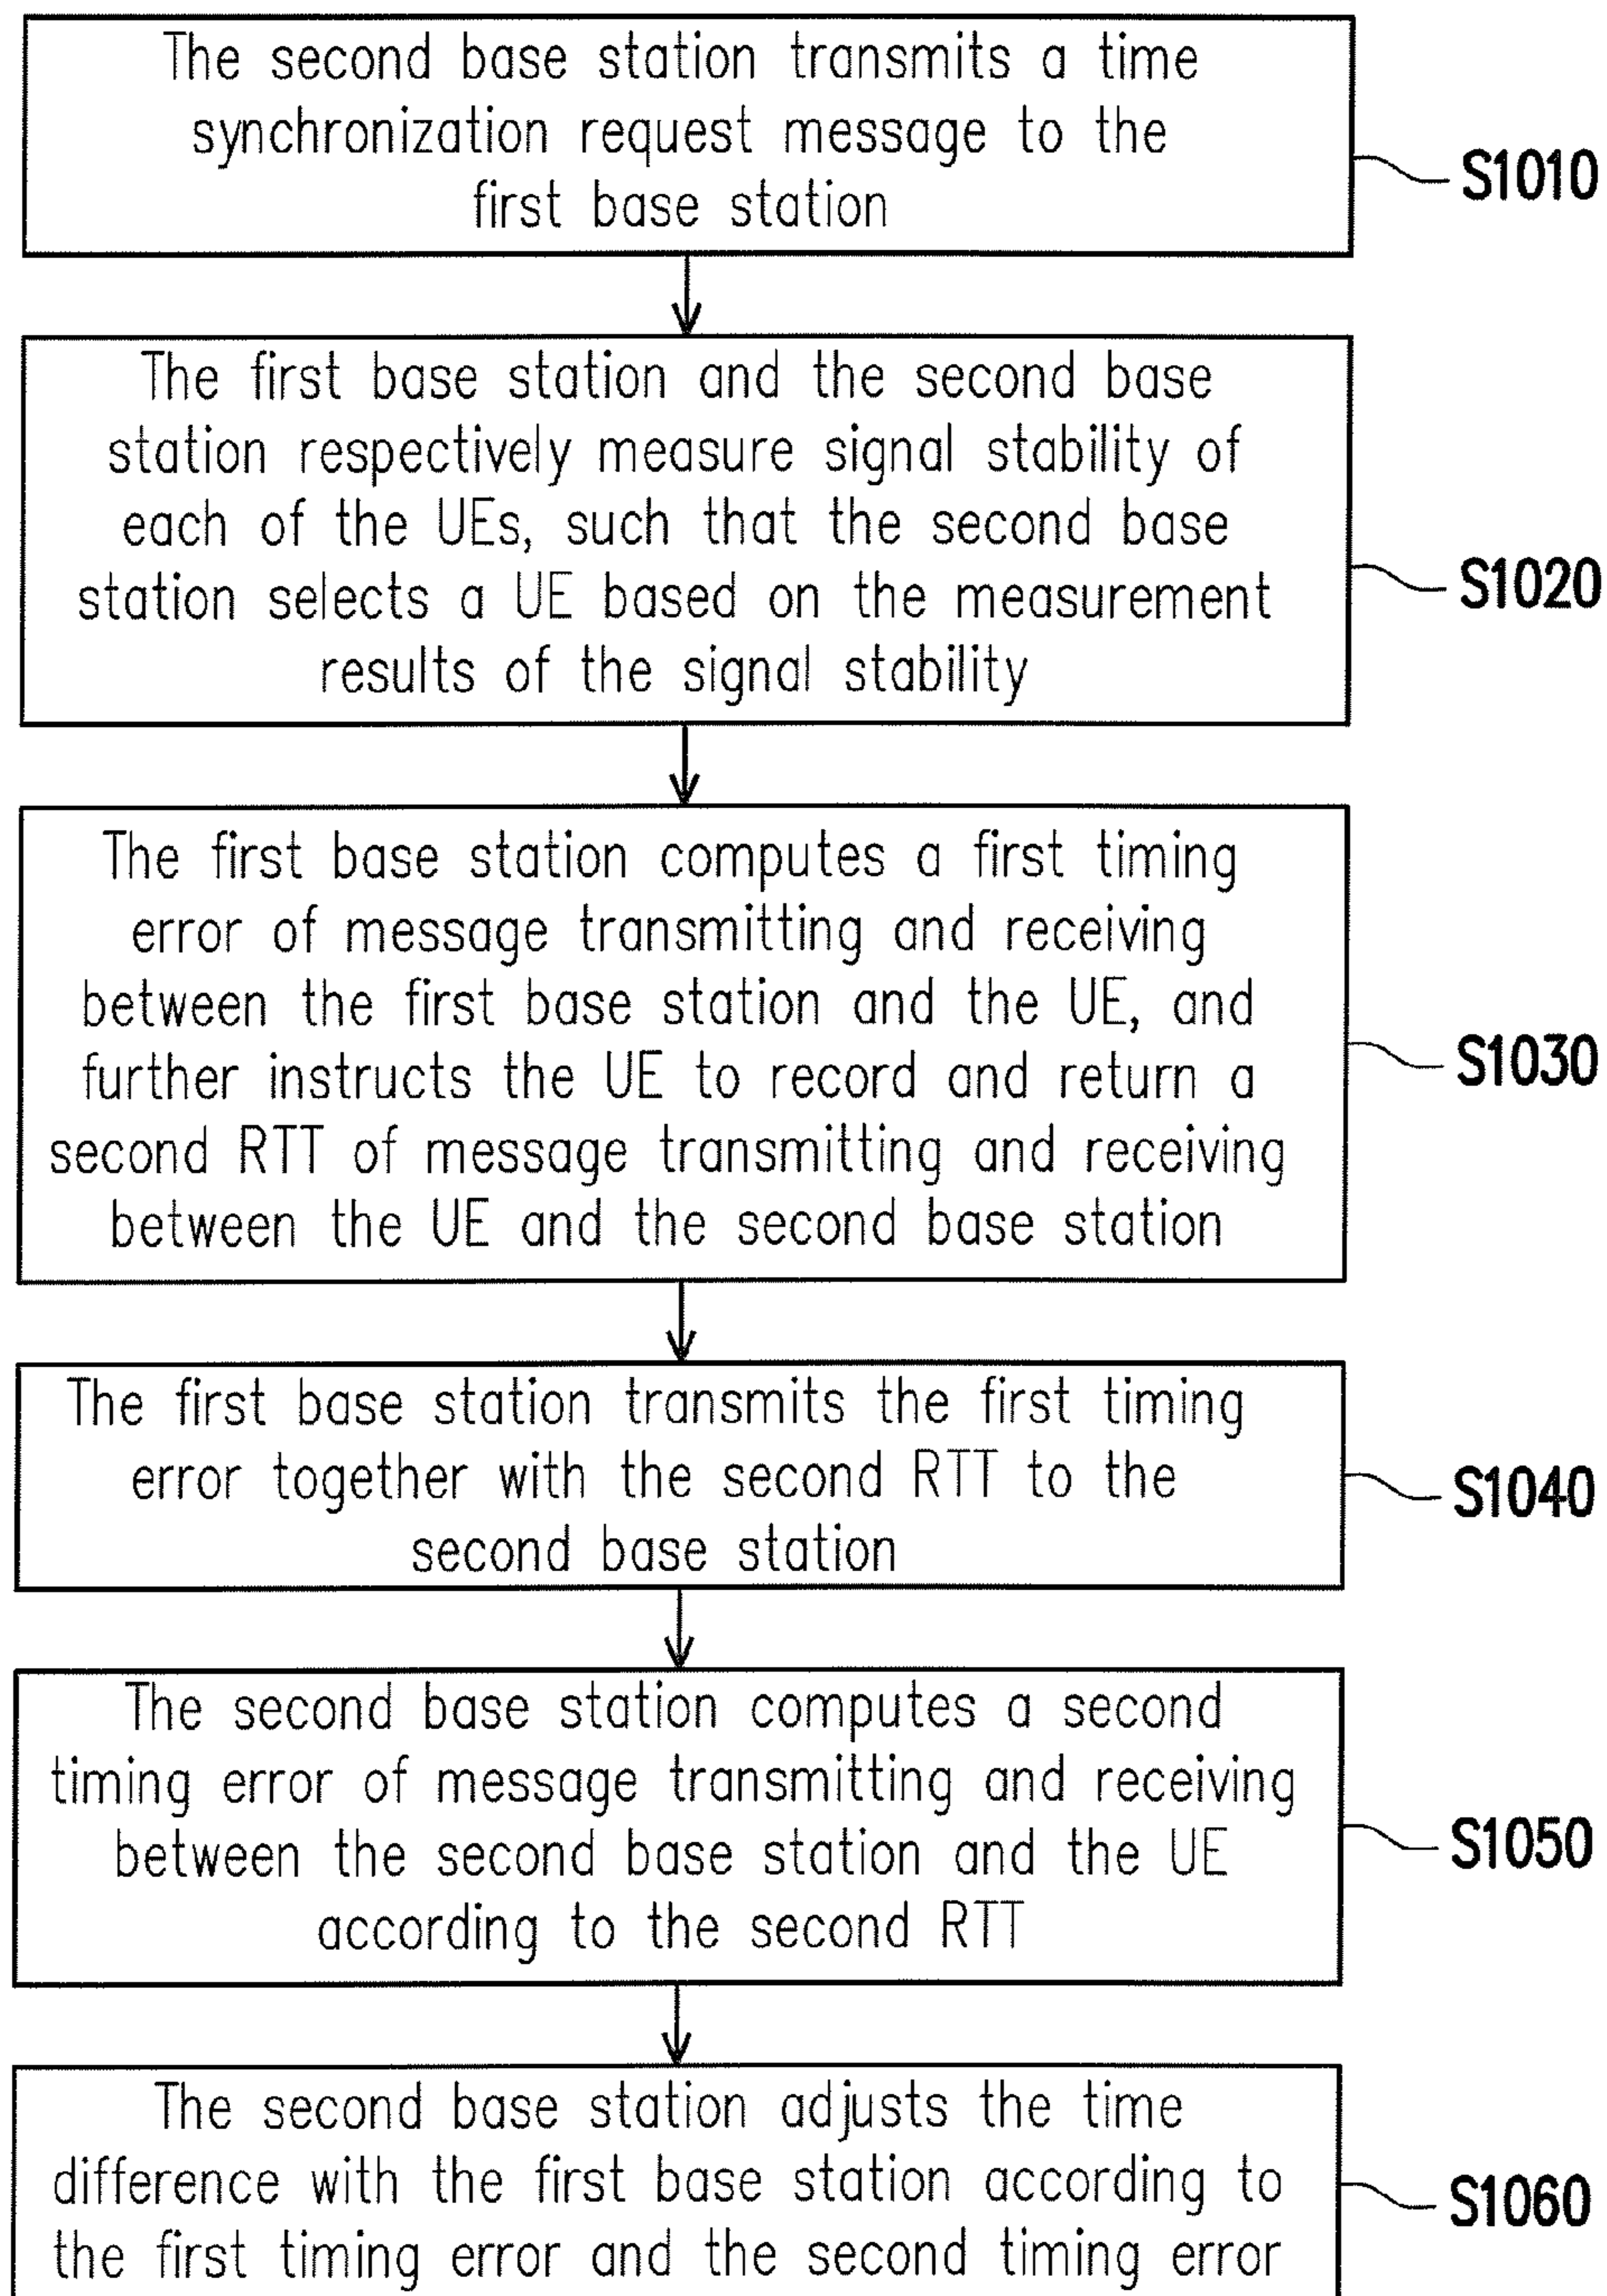 The second base station transmits a time
synchronization request message to the
first base station
S1010
The first base station and the second base
station respectively measure signal stability of
each of the UEs, such that the second base
station selects a UE based on the measurement
results of the signal stability
S1020
The first base station computes a first timing
error of message transmitting and receiving
between the first base station and the UE, and
further instructs the UE to record and return a
second RTT of message transmitting and receiving
between the UE and the second base station
S1030
The first base station transmits the first timing
error together with the second RTT to the
second base station
S1040
The second base station computes a second
timing error of message transmitting and receiving
between the second base station and the UE
according to the second RTT
S1050
The second base station adjusts the time
difference with the first base station according to
the first timing error and the second timing error
S1060